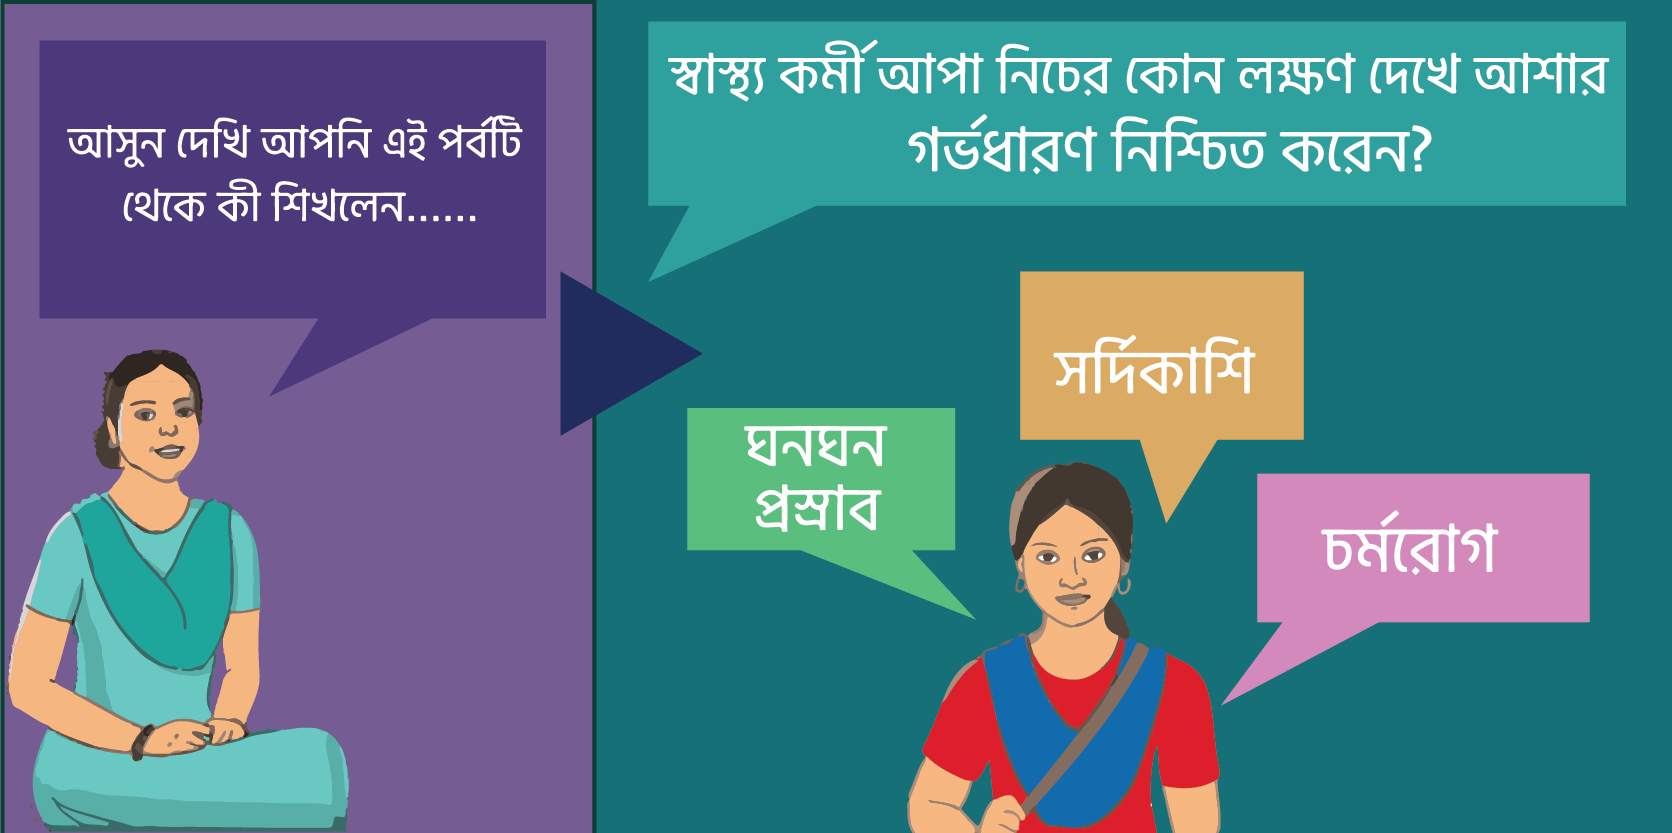 আসুন দেখি আপনি এই পর্বটি
থেকে কী শিখলেন......
স্বাস্থ্য কর্মী আপা নিচের কোন লক্ষণ দেখে আশার
গর্ভধারণ নিশ্চিত করেন?
সর্দিকাশি
ঘনঘন
প্রস্রাব
চর্মরোগ